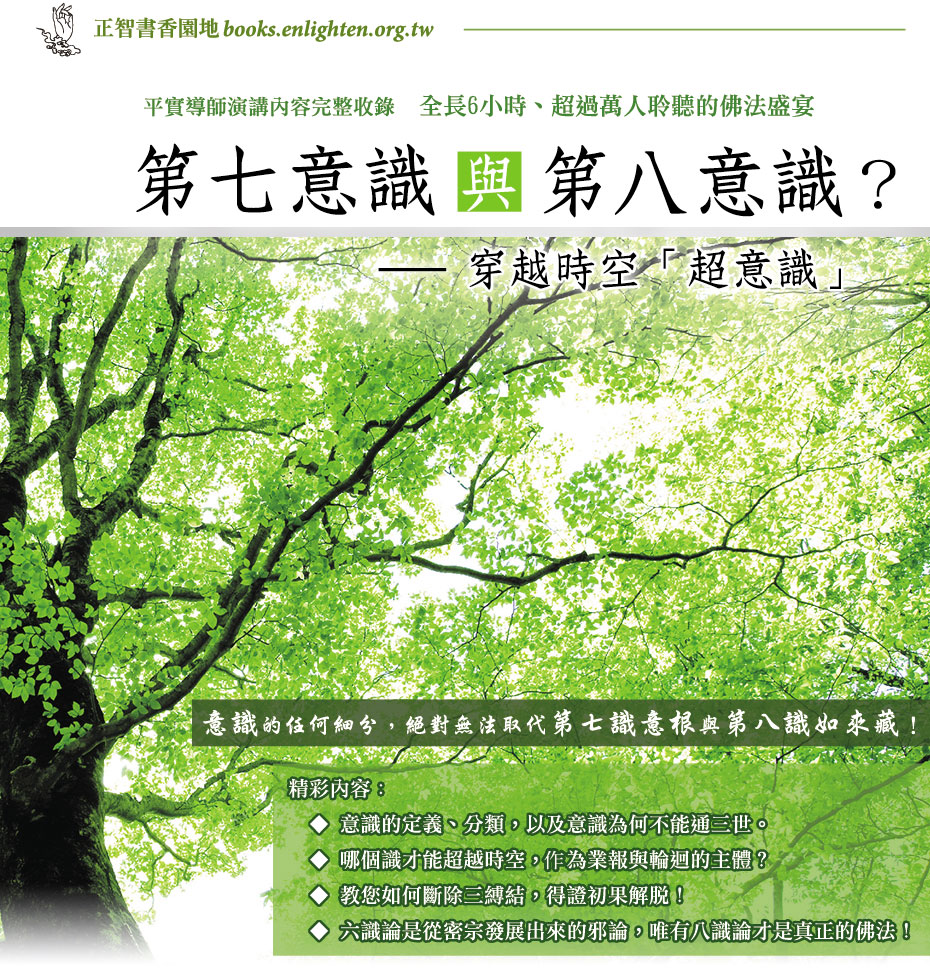 正智書香園地 books.enlighten.org.tw
平實導師演講內容完整收錄　全長6小時、超過萬人聆聽的佛法盛宴
第七意識與第八意識？
── 穿越時空「超意識」
意識的任何細分，絕對無法取代第七識意根與第八識如來藏！
精彩內容：
◆ 意識的定義、分類，以及意識為何不能通三世。
◆ 哪個識才能超越時空，作為業報與輪迴的主體？
◆ 教您如何斷除三縛結，得證初果解脫！
◆ 六識論是從密宗發展出來的邪論，唯有八識論才是真正的佛法！